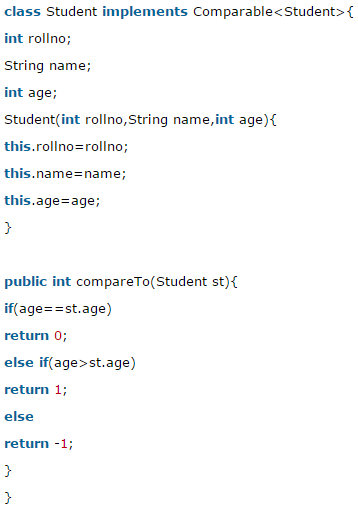 class Student implements Comparable<Student>{
int rollno;
String name;
int age;
Student(int rollno,String name,int age){
this.rollno=rollno;
this.name=name;
this.age=age;
}
public int compareTo(Student st){
if(age==st.age)
return 0;
else if(age>st.age)
return 1;
else
return -1;
}
}